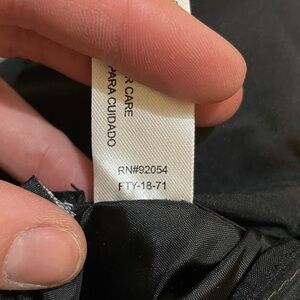 R CARE
PARA CUIDADO
RN#92054
FTY-18-71